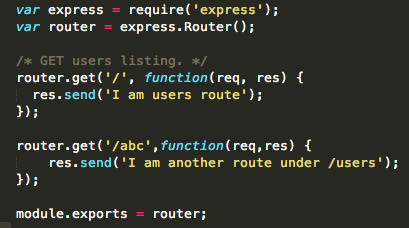 var express = require('express');
var router = express.Router();
/* GET users listing. */
router.get('/', function(req, res) {
  res.send('I am users route');
});
router.get('/abc',function(req,res) {
    res.send('I am another route under /users');
});
module.exports = router;